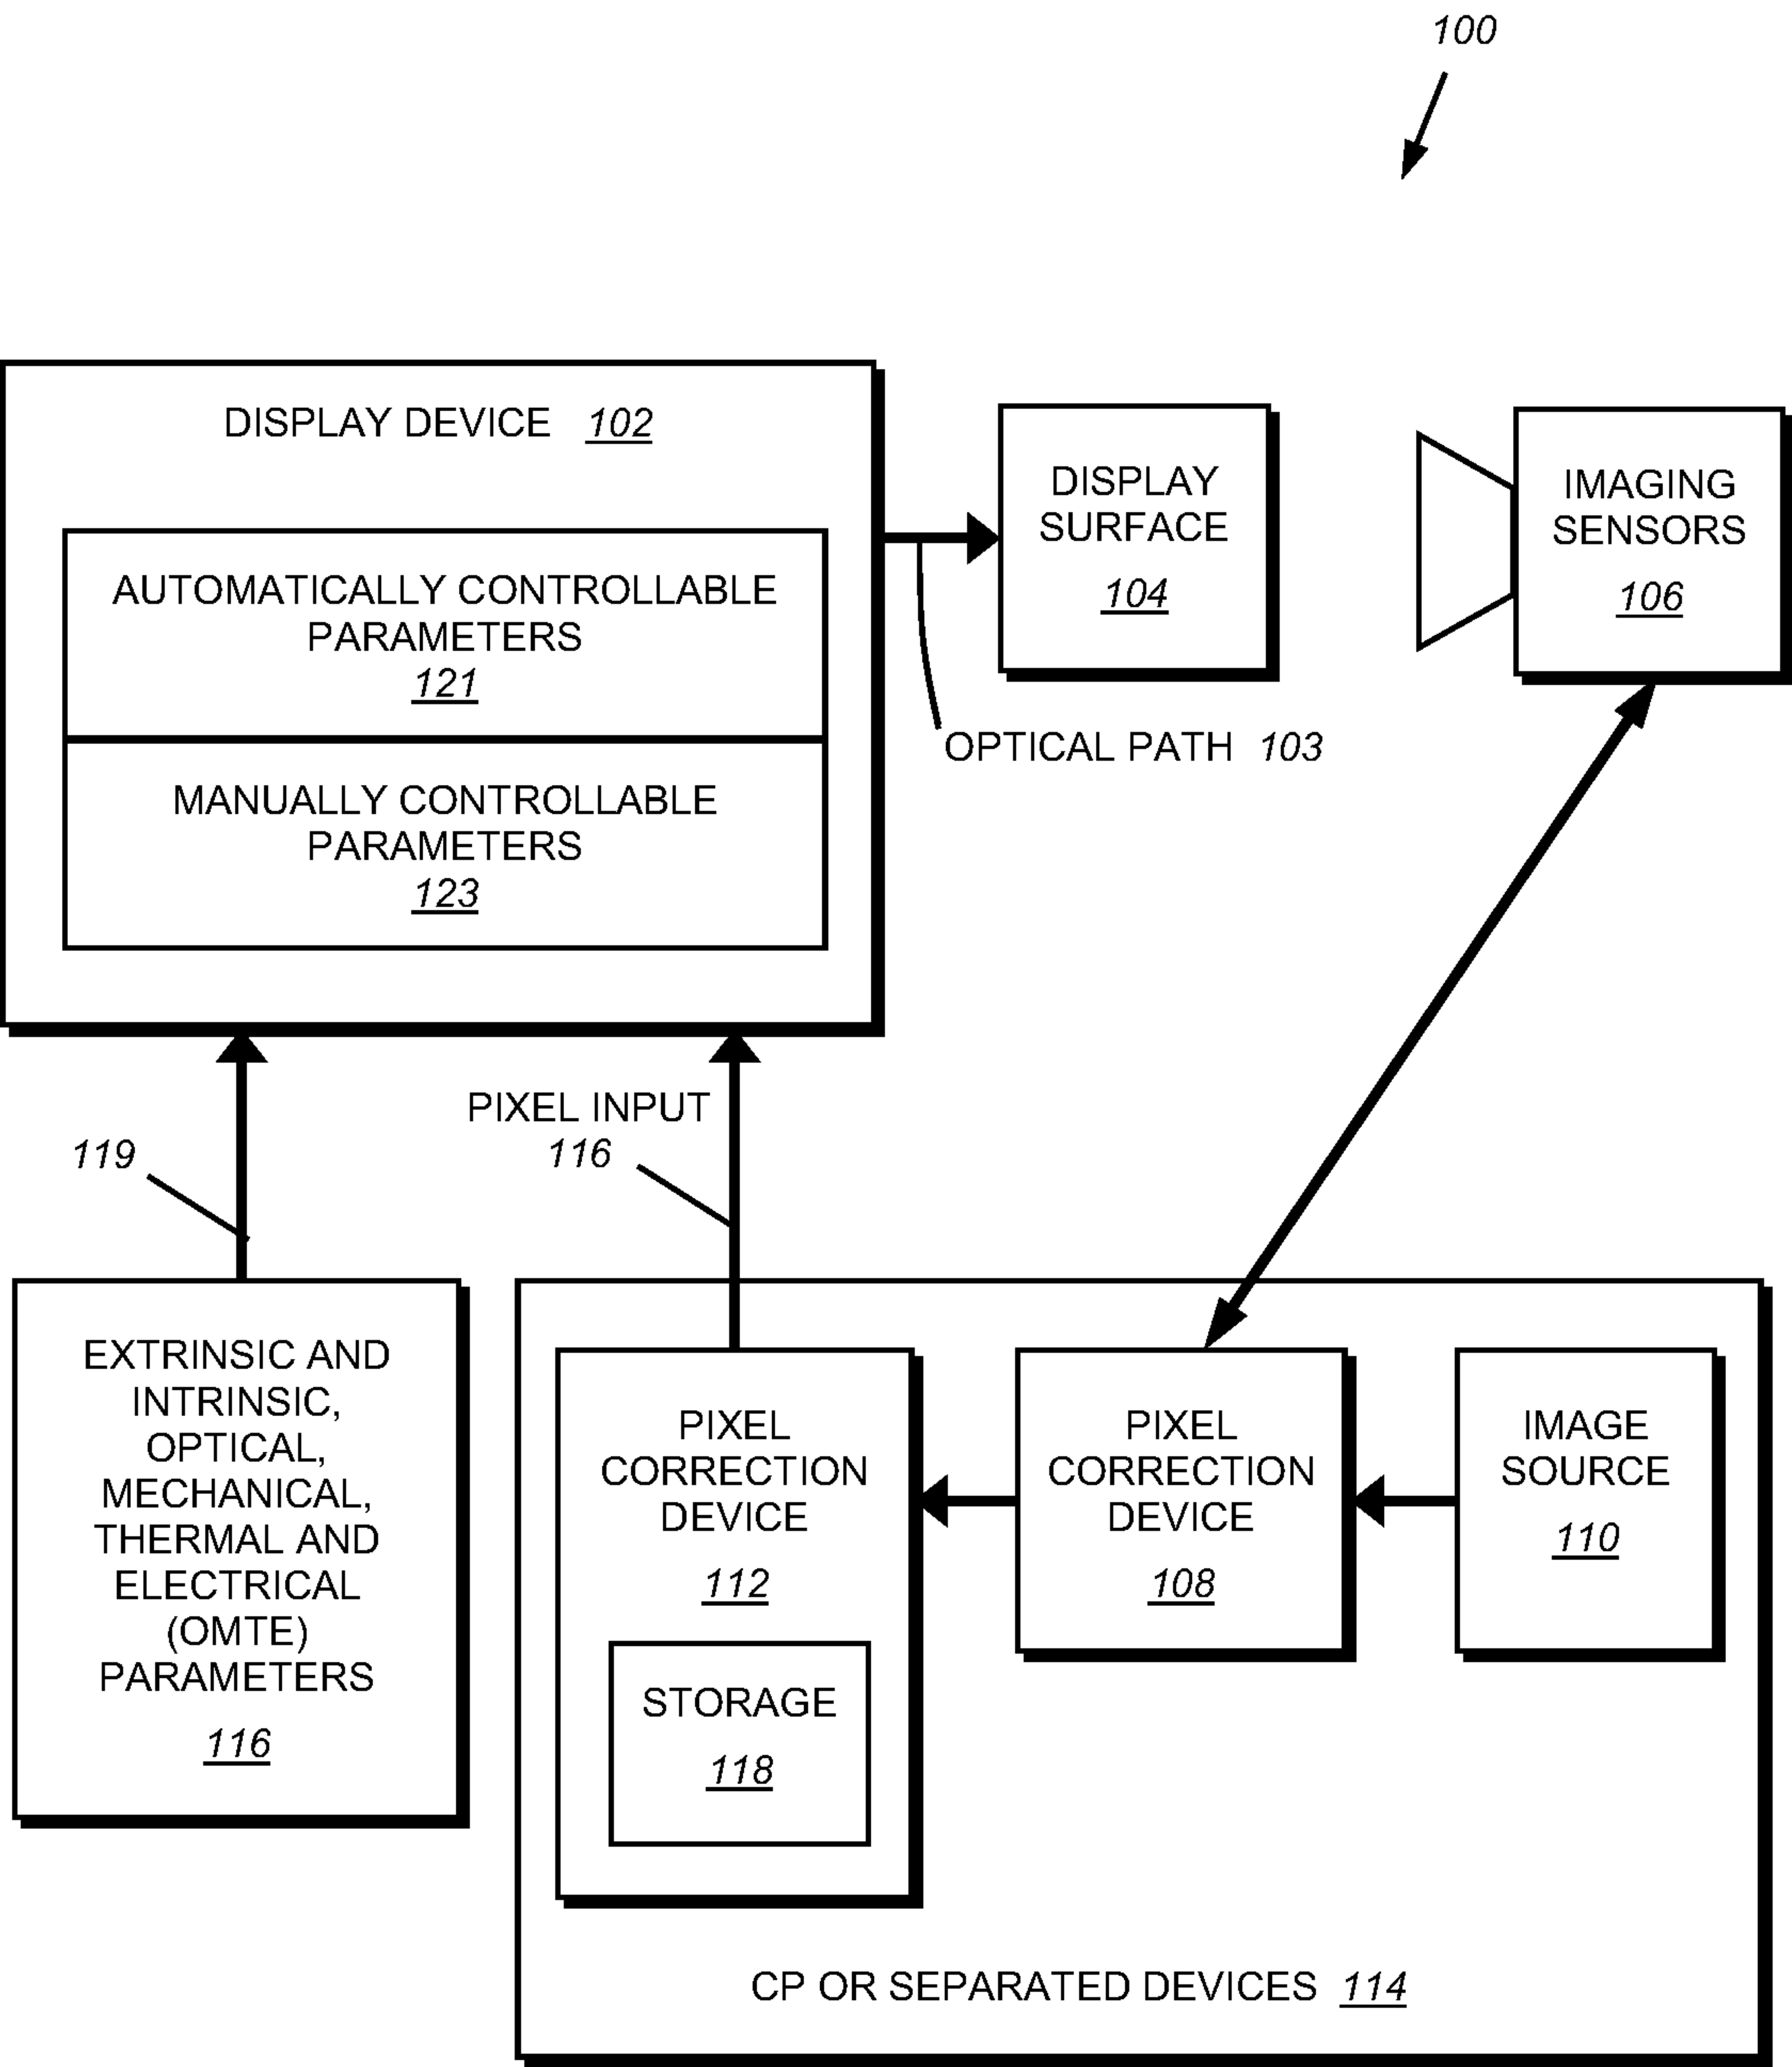 100
DISPLAY DEVICE 102
AUTOMATICALLY CONTROLLABLE
PARAMETERS
121
MANUALLY CONTROLLABLE
PARAMETERS
123
DISPLAY
SURFACE
104
IMAGING
SENSORS
106
OPTICAL PATH 103
PIXEL INPUT
116
119
EXTRINSIC AND
INTRINSIC,
OPTICAL,
MECHANICAL,
THERMAL AND
ELECTRICAL
(OMTE)
PARAMETERS
116
PIXEL
CORRECTION
DEVICE
112
STORAGE
118
PIXEL
CORRECTION
DEVICE
108
IMAGE
SOURCE
110
CP OR SEPARATED DEVICES 114